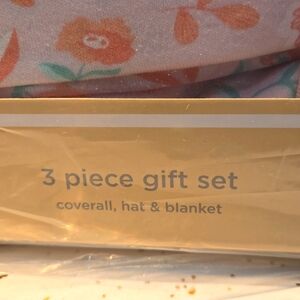 3 piece gift set
coverall, hat & blanket